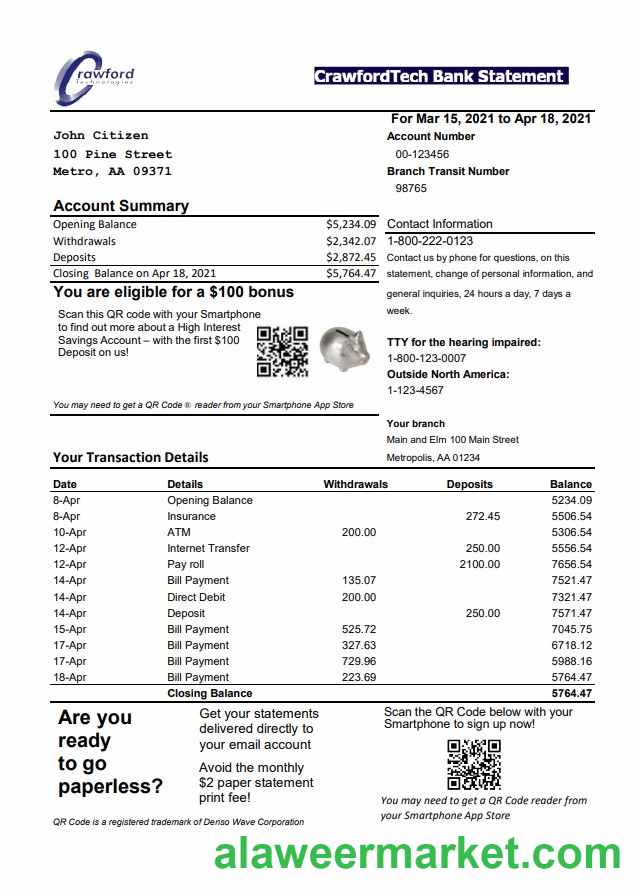 Crawford
Technologies
CrawfordTech Bank Statement
For Mar 15, 2021 to Apr 18, 2021
John Citizen
100 Pine Street
Metro, AA 09371
Account Number
00-123456
Branch Transit Number
98765
Account Summary
Opening Balance $5,234.09
Withdrawals $2,342.07
Deposits $2,872.45
Closing Balance on Apr 18, 2021 $5,764.47
Contact Information
1-800-222-0123
Contact us by phone for questions, on this
statement, change of personal information, and
general inquiries, 24 hours a day, 7 days a
week.
TTY for the hearing impaired:
1-800-123-0007
Outside North America:
1-123-4567
You are eligible for a $100 bonus
Scan this QR code with your Smartphone
to find out more about a High Interest
Savings Account – with the first $100
Deposit on us!
You may need to get a QR Code ® reader from your Smartphone App Store
Your branch
Main and Elm 100 Main Street
Metropolis, AA 01234
Your Transaction Details
Date Details Withdrawals Deposits Balance
8-Apr Opening Balance 5234.09
8-Apr Insurance 272.45 5506.54
10-Apr ATM 200.00 5306.54
12-Apr Internet Transfer 250.00 5556.54
12-Apr Pay roll 2100.00 7656.54
14-Apr Bill Payment 135.07 7521.47
14-Apr Direct Debit 200.00 7321.47
14-Apr Deposit 250.00 7571.47
15-Apr Bill Payment 525.72 7045.75
17-Apr Bill Payment 327.63 6718.12
17-Apr Bill Payment 729.96 5988.16
18-Apr Bill Payment 223.69 5764.47
Closing Balance 5764.47
Are you
ready
to go
paperless?
Get your statements
delivered directly to
your email account
Avoid the monthly
$2 paper statement
print fee!
Scan the QR Code below with your
Smartphone to sign up now!
You may need to get a QR Code reader from
your Smartphone App Store
QR Code is a registered trademark of Denso Wave Corporation
alaweermarket.com